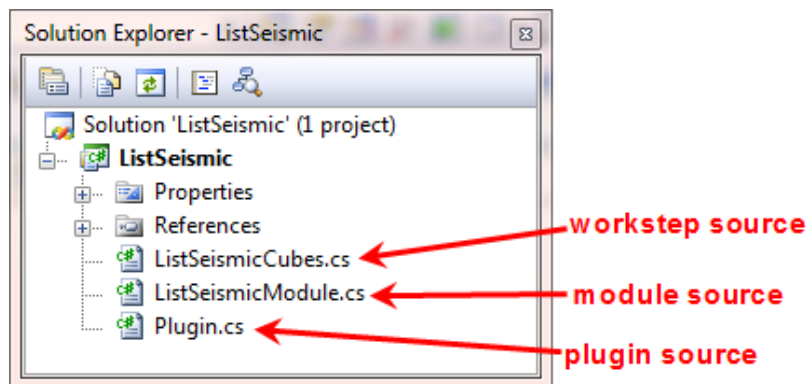 Solution Explorer - ListSeismic
Solution 'ListSeismic' (1 project)
ListSeismic
Properties
References
ListSeismicCubes.cs
ListSeismicModule.cs
Plugin.cs
workstep source
module source
plugin source